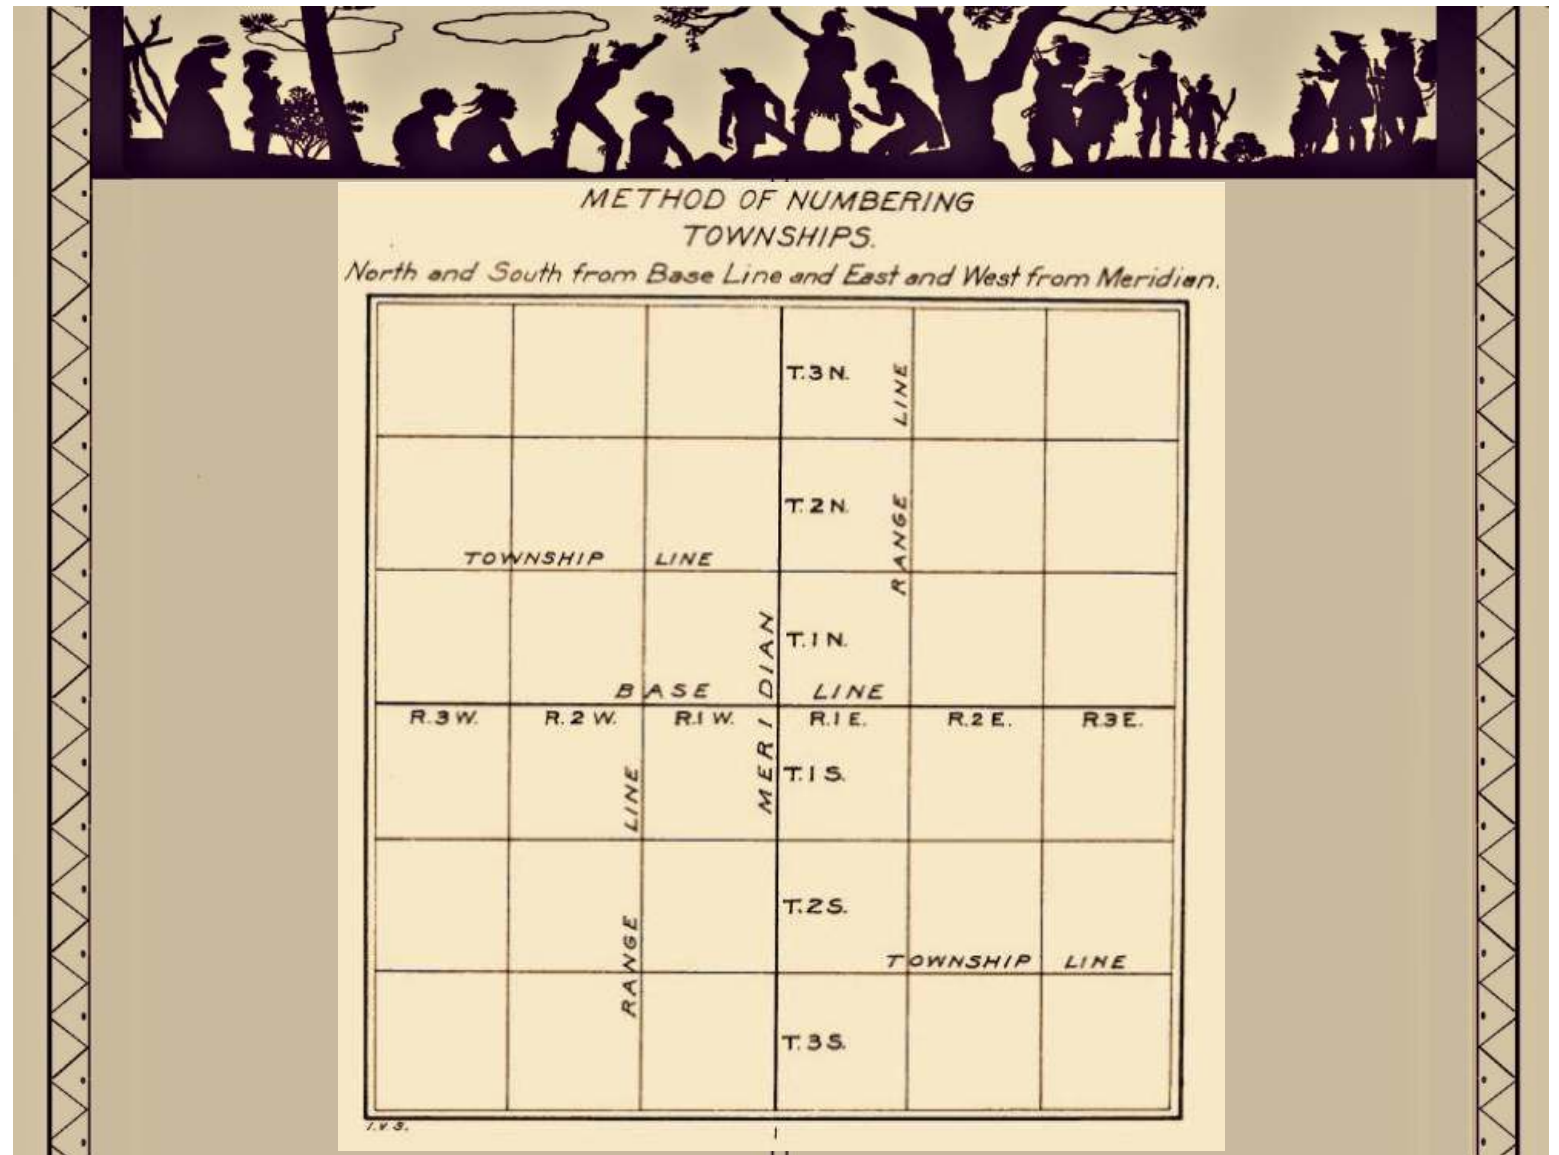 METHOD OF NUMBERING
TOWNSHIPS.
North and South from Base Line and East and West from Meridian.
T.3 N.
RANGE LINE
T.2 N.
TOWNSHIP LINE
T.1 N.
MERIDIAN
BASE LINE
R.3 W. R.2 W. R.1 W. R.1 E. R.2 E. R.3 E.
T.1 S.
RANGE LINE
T.2 S.
TOWNSHIP LINE
T.3 S.
I.V.S.